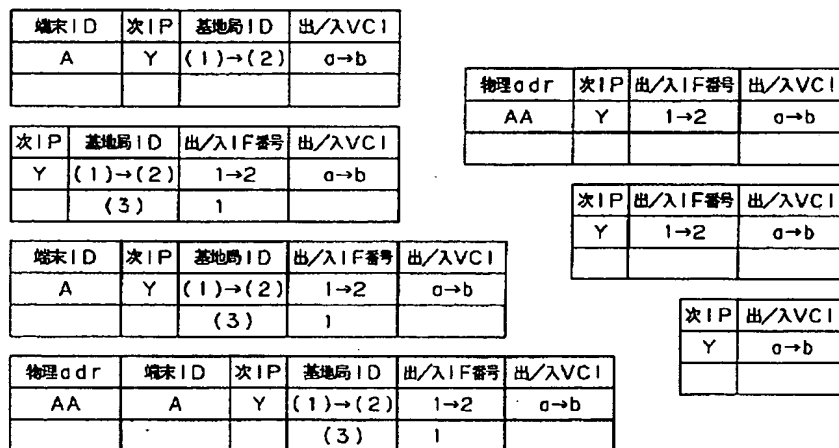 端末ID 次IP 基地局ID 出/入VCI
A Y (1)→(2) a→b
次IP 基地局ID 出/入IF番号 出/入VCI
Y (1)→(2) 1→2 a→b
(3) 1
端末ID 次IP 基地局ID 出/入IF番号 出/入VCI
A Y (1)→(2) 1→2 a→b
(3) 1
物理adr 端末ID 次IP 基地局ID 出/入IF番号 出/入VCI
AA A Y (1)→(2) 1→2 a→b
(3) 1
物理adr 次IP 出/入IF番号 出/入VCI
AA Y 1→2 a→b
次IP 出/入IF番号 出/入VCI
Y 1→2 a→b
次IP 出/入VCI
Y a→b